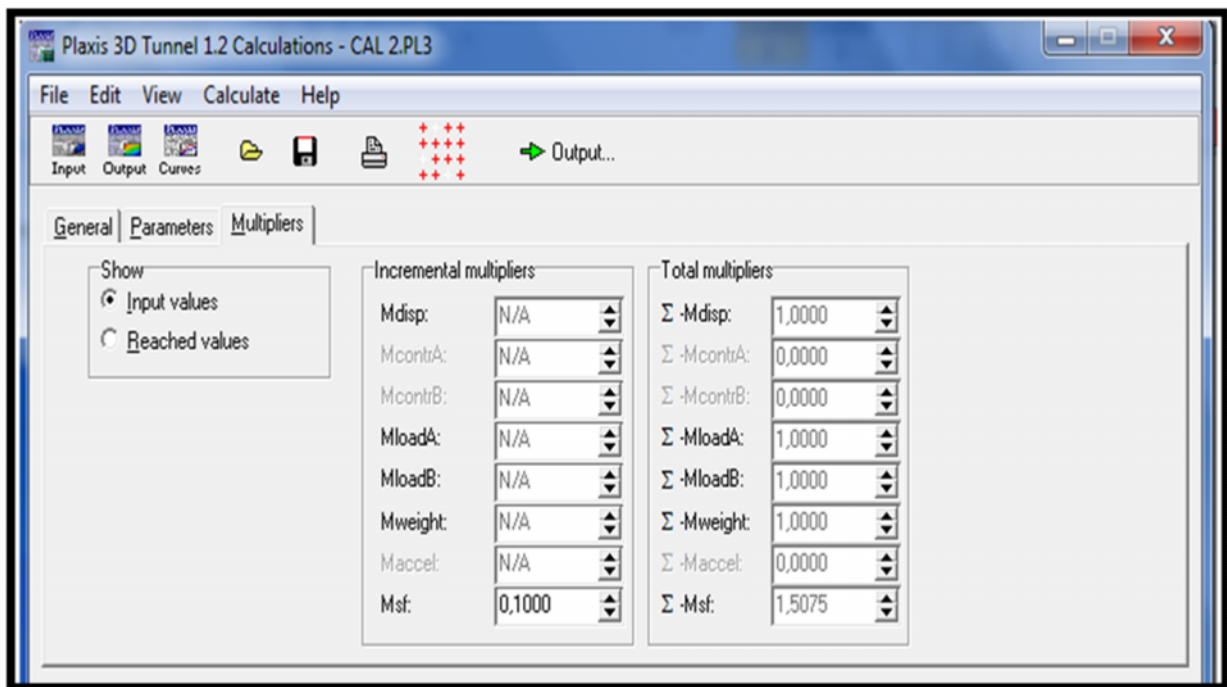 Plaxis 3D Tunnel 1.2 Calculations - CAL 2.PL3
File Edit View Calculate Help
Input Output Curves Output...
General Parameters Multipliers
Show
Input values
Reached values
Incremental multipliers
Mdisp: N/A
McontrA: N/A
McontrB: N/A
MloadA: N/A
MloadB: N/A
Mweight: N/A
Maccel: N/A
Msf: 0,1000
Total multipliers
Σ -Mdisp: 1,0000
Σ -McontrA: 0,0000
Σ -McontrB: 0,0000
Σ -MloadA: 1,0000
Σ -MloadB: 1,0000
Σ -Mweight: 1,0000
Σ -Maccel: 0,0000
Σ -Msf: 1,5075